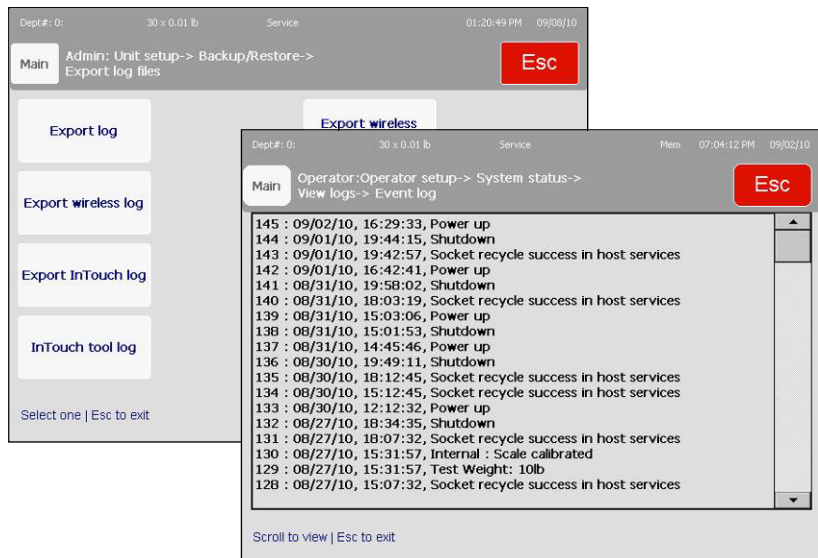 Dept#: 0: 30 x 0.01 lb Service 01:20:49 PM 09/08/10
Main
Admin: Unit setup-> Backup/Restore->
Export log files
Esc
Export log
Export wireless
Export wireless log
Export InTouch log
InTouch tool log
Select one | Esc to exit
Dept#: 0: 30 x 0.01 lb Service Mem 07:04:12 PM 09/02/10
Main
Operator:Operator setup-> System status->
View logs-> Event log
Esc
145 : 09/02/10, 16:29:33, Power up
144 : 09/01/10, 19:44:15, Shutdown
143 : 09/01/10, 19:42:57, Socket recycle success in host services
142 : 09/01/10, 16:42:41, Power up
141 : 08/31/10, 19:58:02, Shutdown
140 : 08/31/10, 18:03:19, Socket recycle success in host services
139 : 08/31/10, 15:03:06, Power up
138 : 08/31/10, 15:01:53, Shutdown
137 : 08/31/10, 14:45:46, Power up
136 : 08/30/10, 19:49:11, Shutdown
135 : 08/30/10, 18:12:45, Socket recycle success in host services
134 : 08/30/10, 15:12:45, Socket recycle success in host services
133 : 08/30/10, 12:12:32, Power up
132 : 08/27/10, 18:34:35, Shutdown
131 : 08/27/10, 18:07:32, Socket recycle success in host services
130 : 08/27/10, 15:31:57, Internal : Scale calibrated
129 : 08/27/10, 15:31:57, Test Weight: 10lb
128 : 08/27/10, 15:07:32, Socket recycle success in host services
Scroll to view | Esc to exit